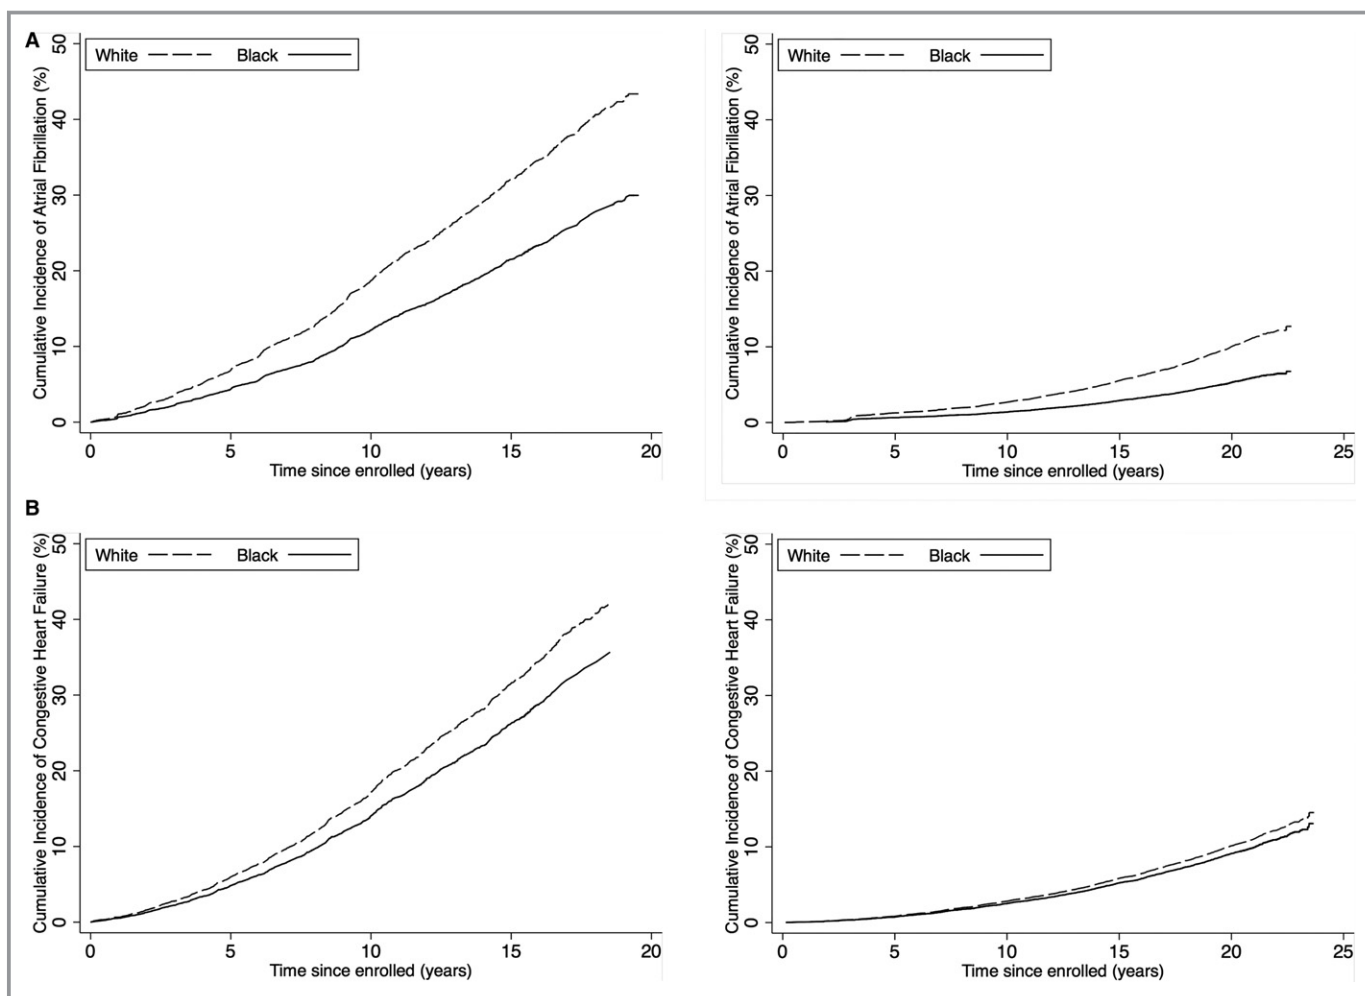 A
White Black
Cumulative Incidence of Atrial Fibrillation (%)
50
40
30
20
10
0
0 5 10 15 20
Time since enrolled (years)
White Black
Cumulative Incidence of Atrial Fibrillation (%)
50
40
30
20
10
0
0 5 10 15 20 25
Time since enrolled (years)
B
White Black
Cumulative Incidence of Congestive Heart Failure (%)
50
40
30
20
10
0
0 5 10 15 20
Time since enrolled (years)
White Black
Cumulative Incidence of Congestive Heart Failure (%)
50
40
30
20
10
0
0 5 10 15 20 25
Time since enrolled (years)